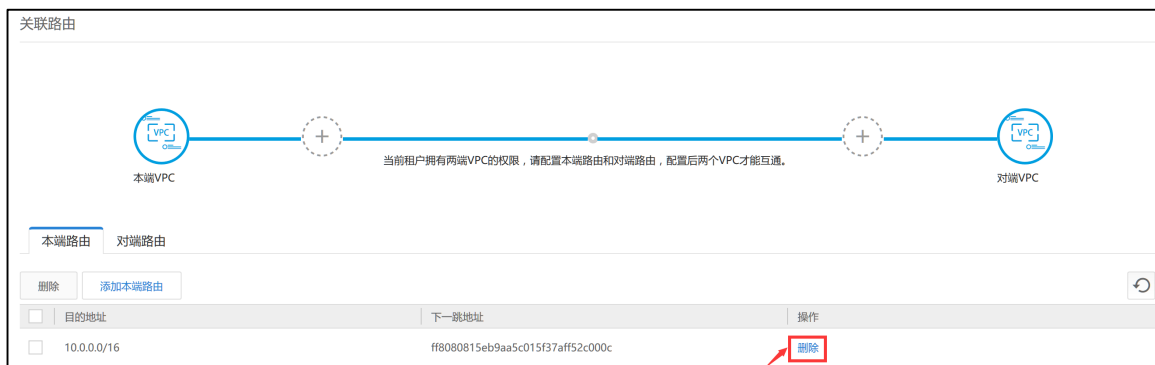 关联路由
VPC
VPC
当前租户拥有两端VPC的权限，请配置本端路由和对端路由，配置后两个VPC才能互通。
本端VPC
对端VPC
本端路由 对端路由
删除 添加本端路由
目的地址 下一跳地址 操作
10.0.0.0/16 ff8080815eb9aa5c015f37aff52c000c 删除